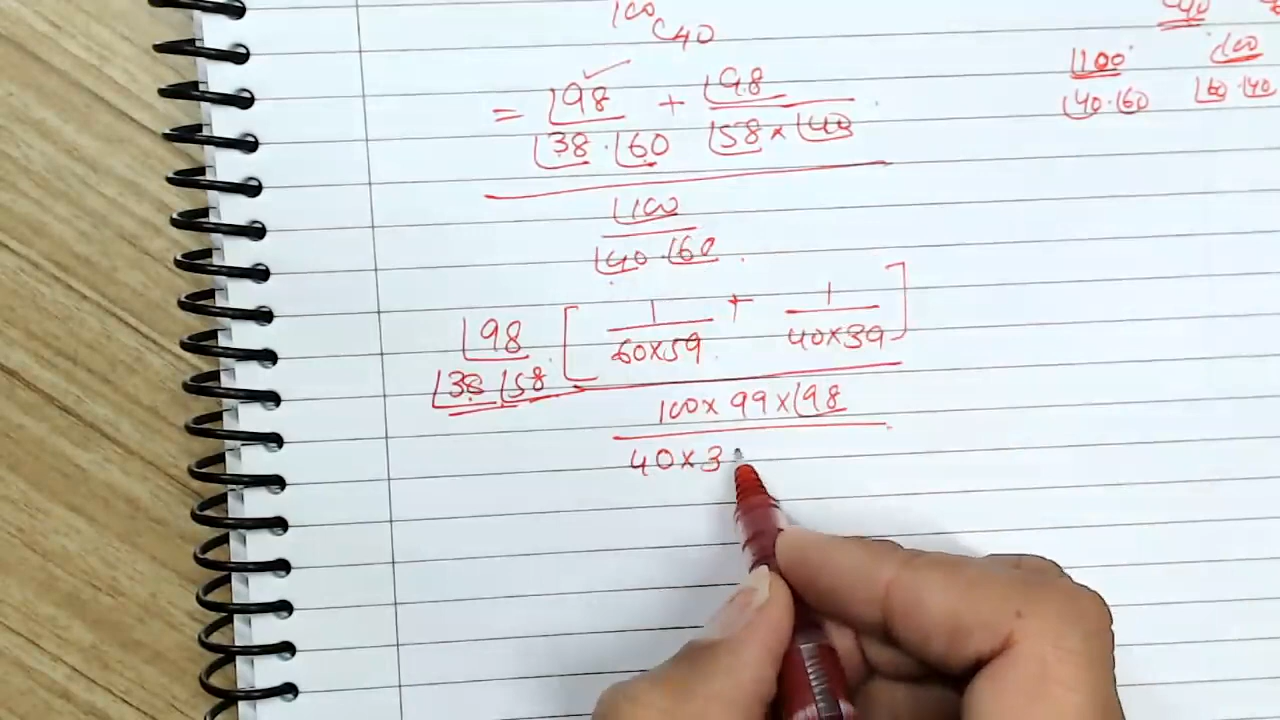 100C40
= |98 + |98
|38 · |60 |58 × |40
|100
|40 · |60
|100 |100
|40 · |60 |60 · |40
|98 [ 1 + 1 ]
|38 |58 · 60×59 40×39
100 × 99 × |98
40 × 3